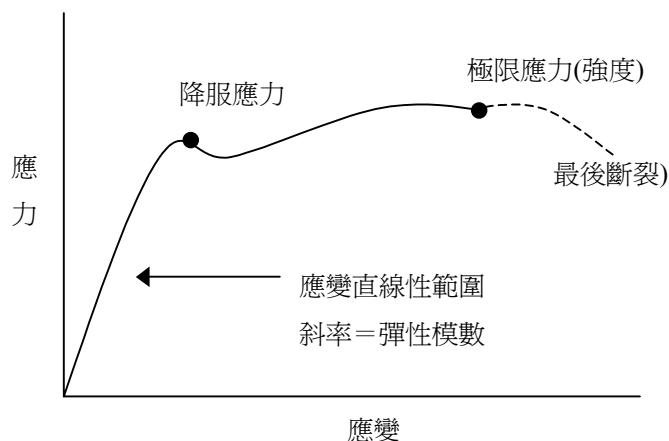 極限應力(強度)
降服應力
應
力
最後斷裂)
應變直線性範圍
斜率＝彈性模數
應變